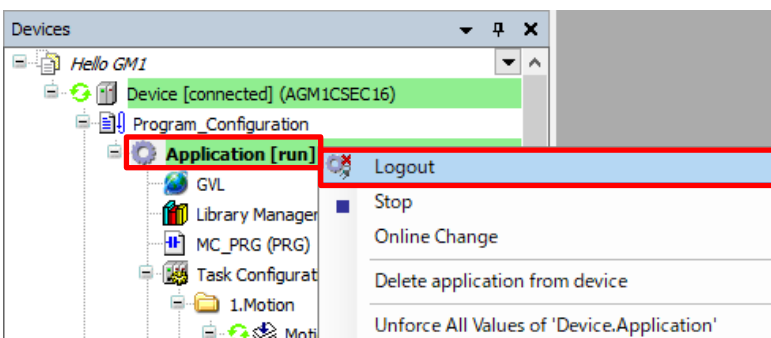 Devices
Hello GM1
Device [connected] (AGM1CSEC16)
Program_Configuration
Application [run]
GVL
Library Manager
MC_PRG (PRG)
Task Configurat
1.Motion
Moti
Logout
Stop
Online Change
Delete application from device
Unforce All Values of 'Device.Application'